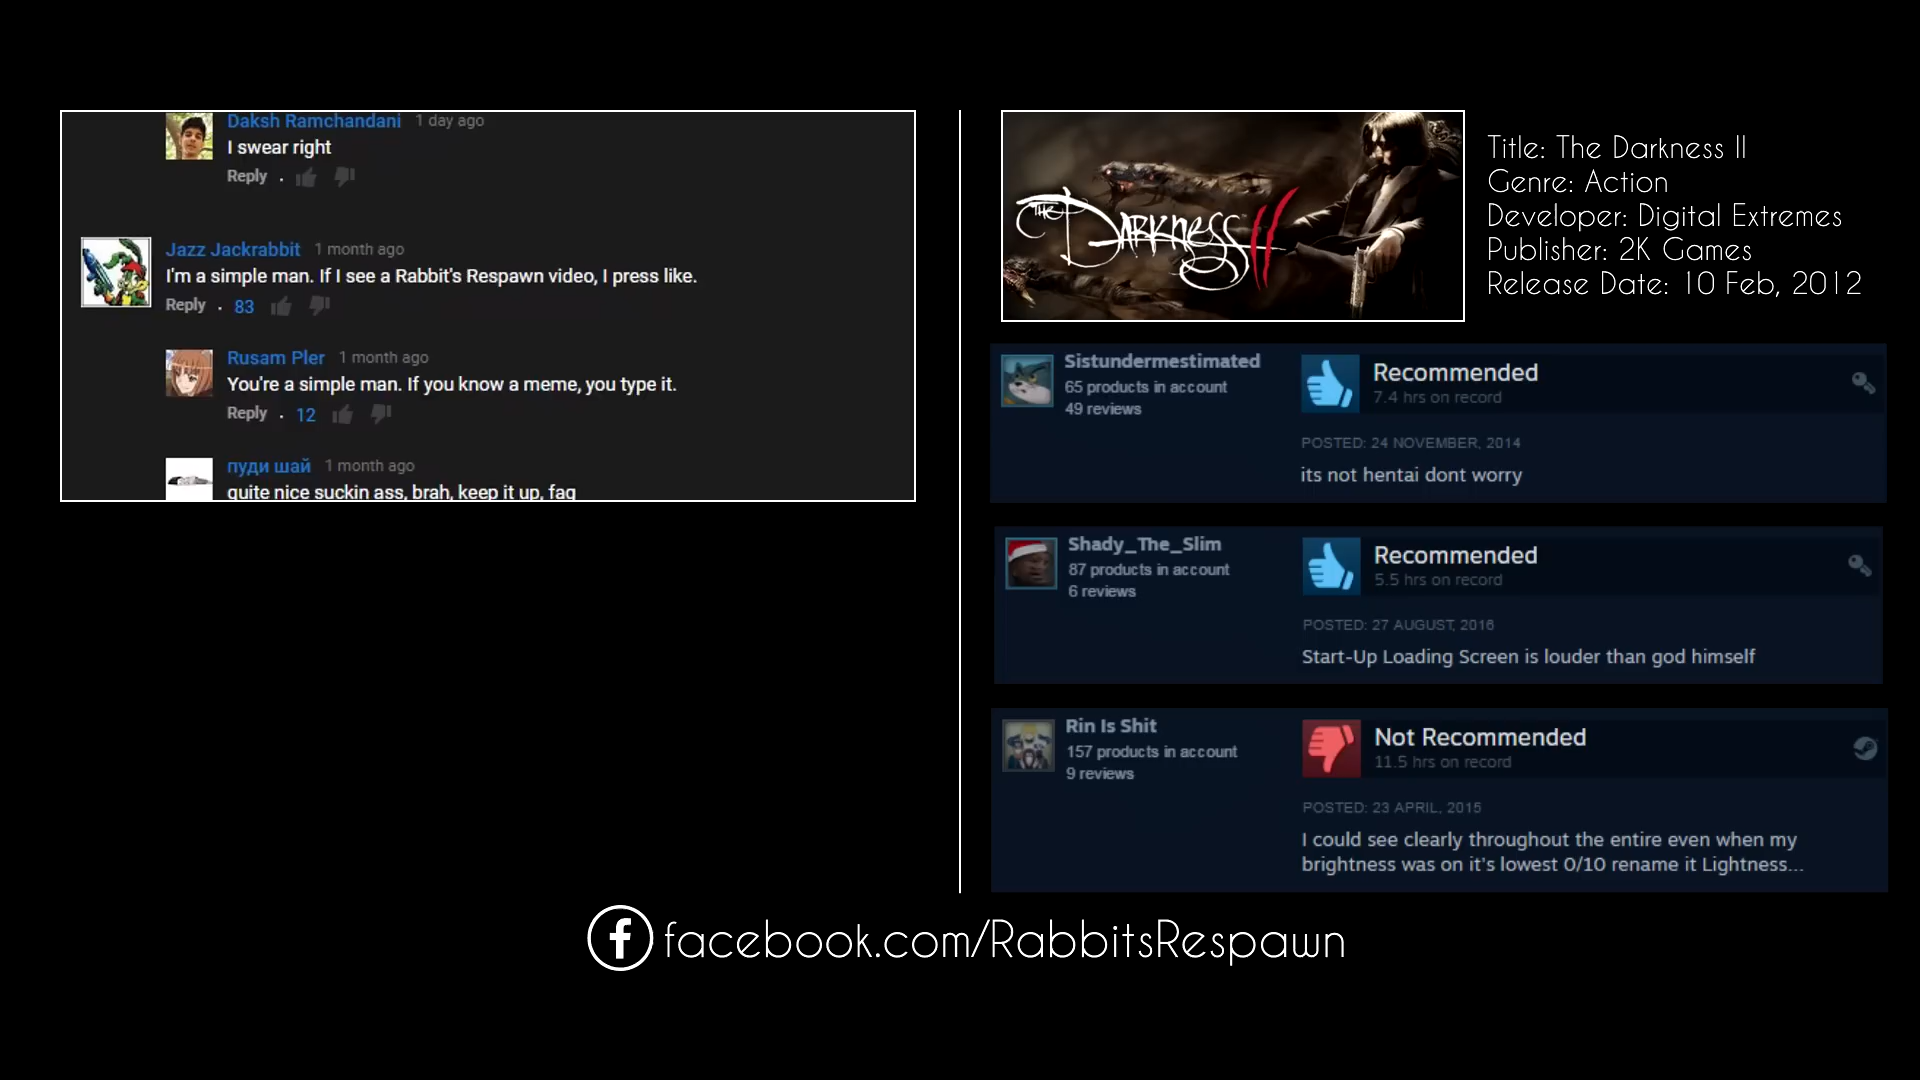 Daksh Ramchandani 1 day ago
I swear right
Reply .
Jazz Jackrabbit 1 month ago
I'm a simple man. If I see a Rabbit's Respawn video, I press like.
Reply . 83
Rusam Pler 1 month ago
You're a simple man. If you know a meme, you type it.
Reply . 12
пуди шай 1 month ago
quite nice suckin ass, brah, keep it up, fag
THE DARKNESS II
Title: The Darkness II
Genre: Action
Developer: Digital Extremes
Publisher: 2K Games
Release Date: 10 Feb, 2012
Sistundermestimated
65 products in account
49 reviews
Recommended
7.4 hrs on record
POSTED: 24 NOVEMBER, 2014
its not hentai dont worry
Shady_The_Slim
87 products in account
6 reviews
Recommended
5.5 hrs on record
POSTED: 27 AUGUST, 2016
Start-Up Loading Screen is louder than god himself
Rin Is Shit
157 products in account
9 reviews
Not Recommended
11.5 hrs on record
POSTED: 23 APRIL, 2015
I could see clearly throughout the entire even when my
brightness was on it's lowest 0/10 rename it Lightness...
facebook.com/RabbitsRespawn